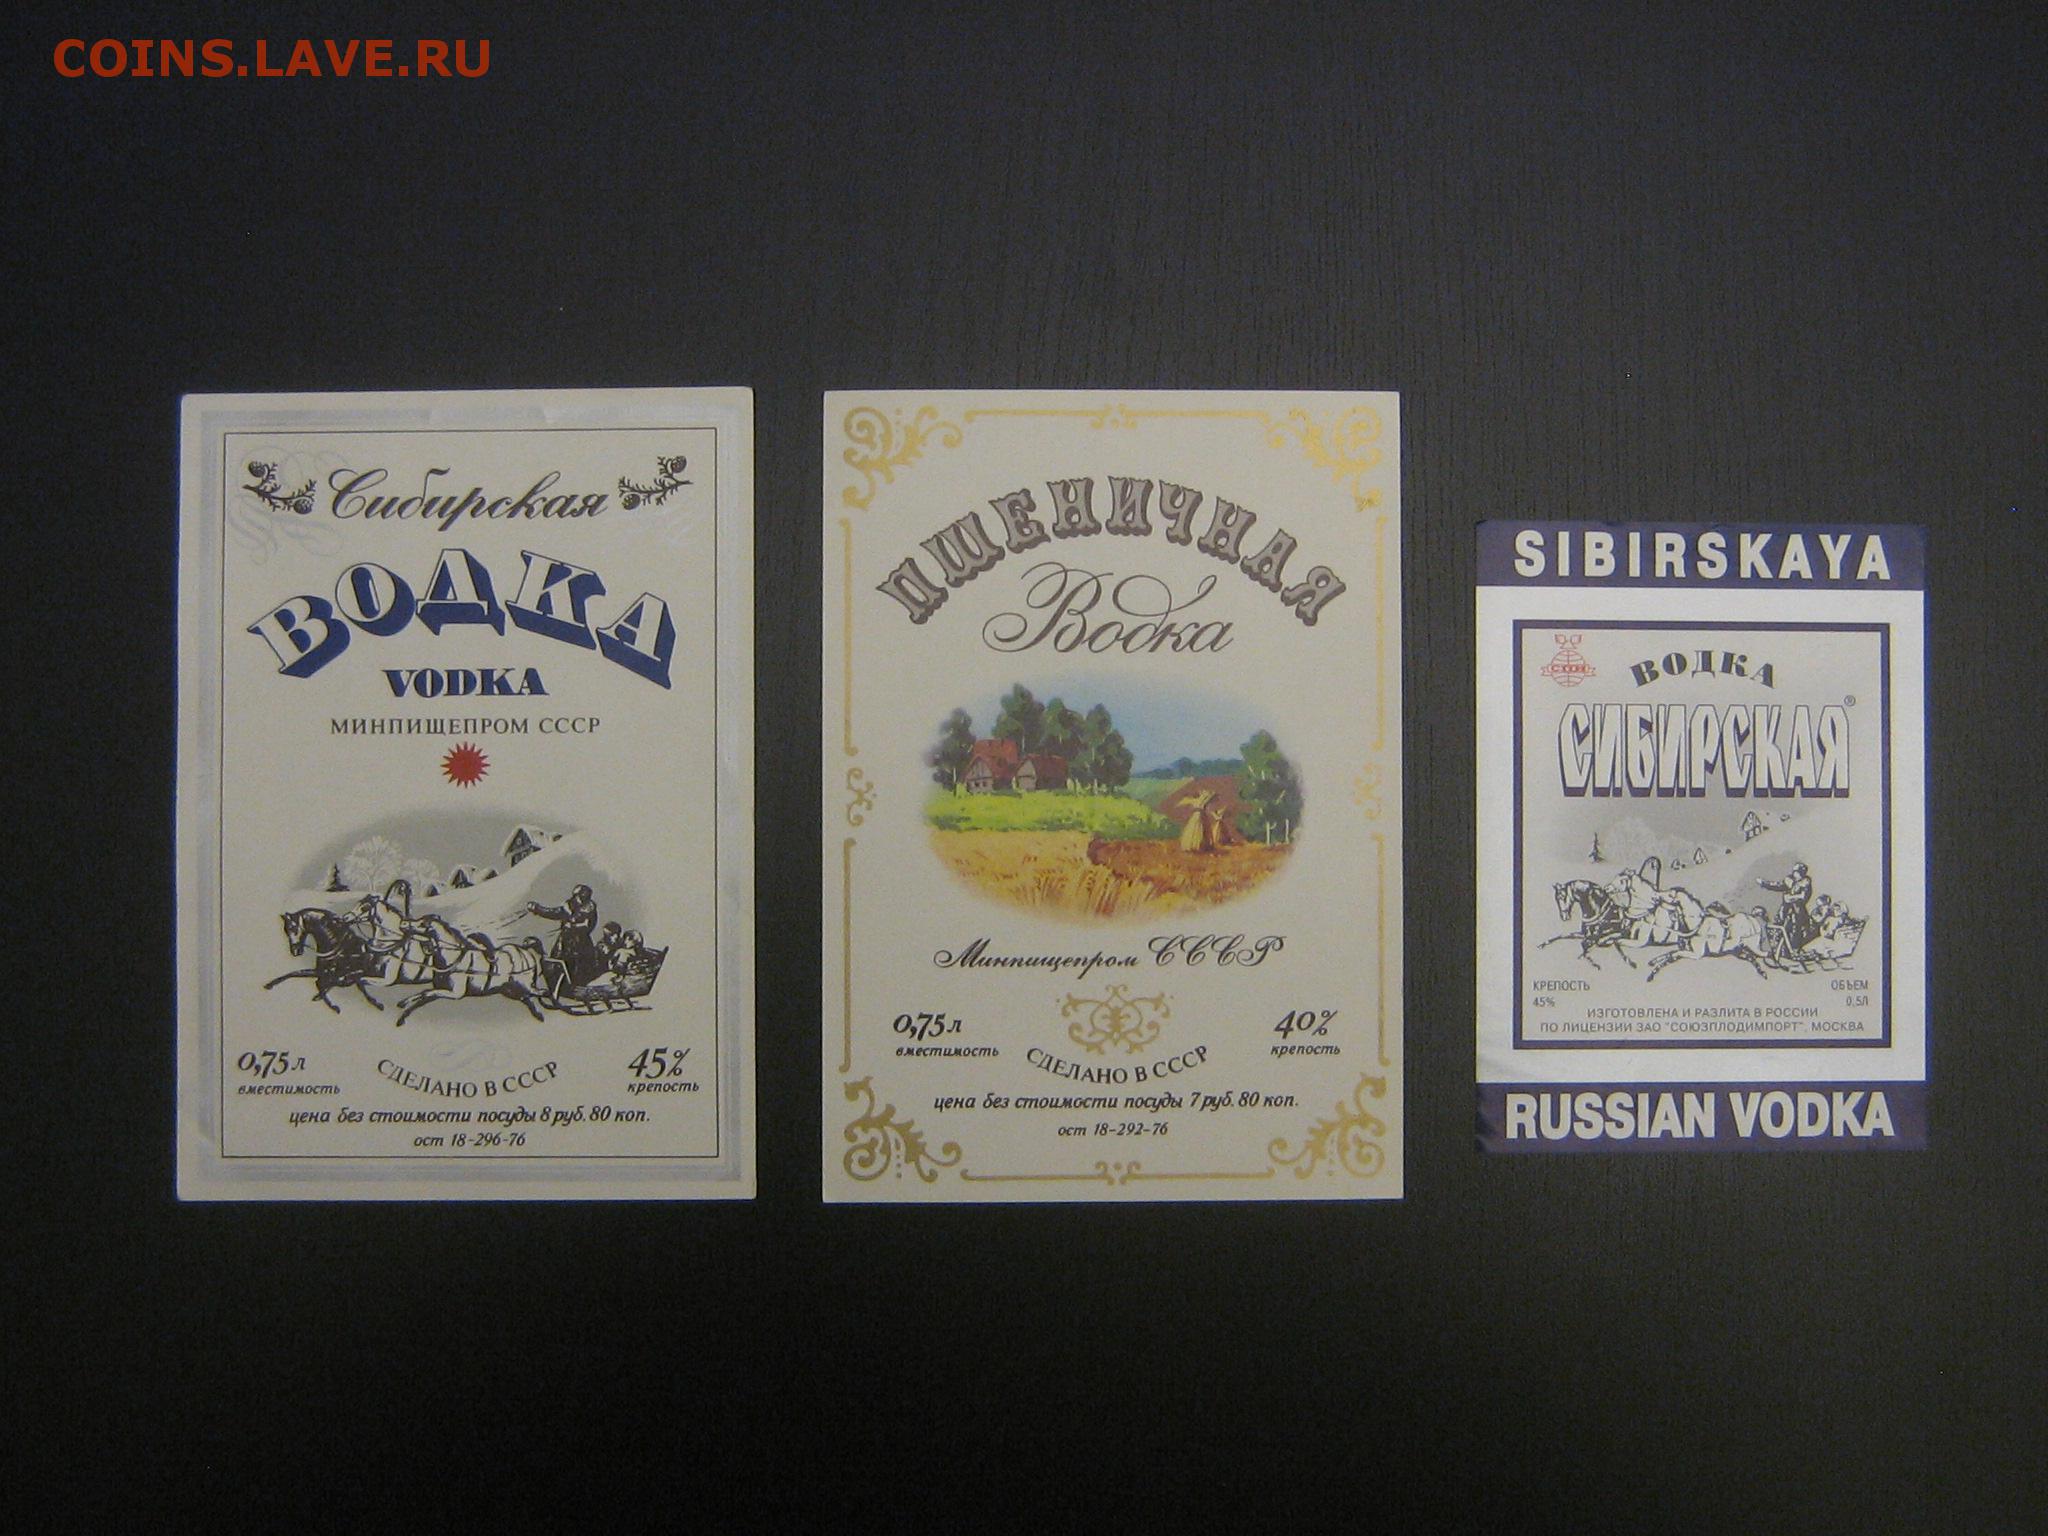 COINS.LAVE.RU
Сибирская
ВОДКА
VODKA
МИНПИЩЕПРОМ СССР
0,75 л
вместимость
СДЕЛАНО В СССР
45%
крепость
цена без стоимости посуды 8 руб. 80 коп.
ост 18-296-76
ПШЕНИЧНАЯ
Водка
Минпищепром СССР
0,75 л
вместимость
СДЕЛАНО В СССР
40%
крепость
цена без стоимости посуды 7 руб. 80 коп.
ост 18-292-76
SIBIRSKAYA
ВОДКА
СИБИРСКАЯ®
КРЕПОСТЬ
45%
ОБЪЕМ
0,5Л
ИЗГОТОВЛЕНА И РАЗЛИТА В РОССИИ
ПО ЛИЦЕНЗИИ ЗАО "СОЮЗПЛОДИМПОРТ", МОСКВА
RUSSIAN VODKA